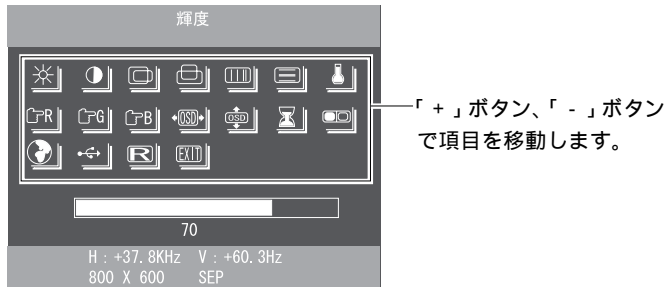 輝度
R G B OSD OSD
R EXIT
「 + 」ボタン、「 - 」ボタン
で項目を移動します。
70
H : +37. 8KHz V : +60. 3Hz
800 X 600 SEP